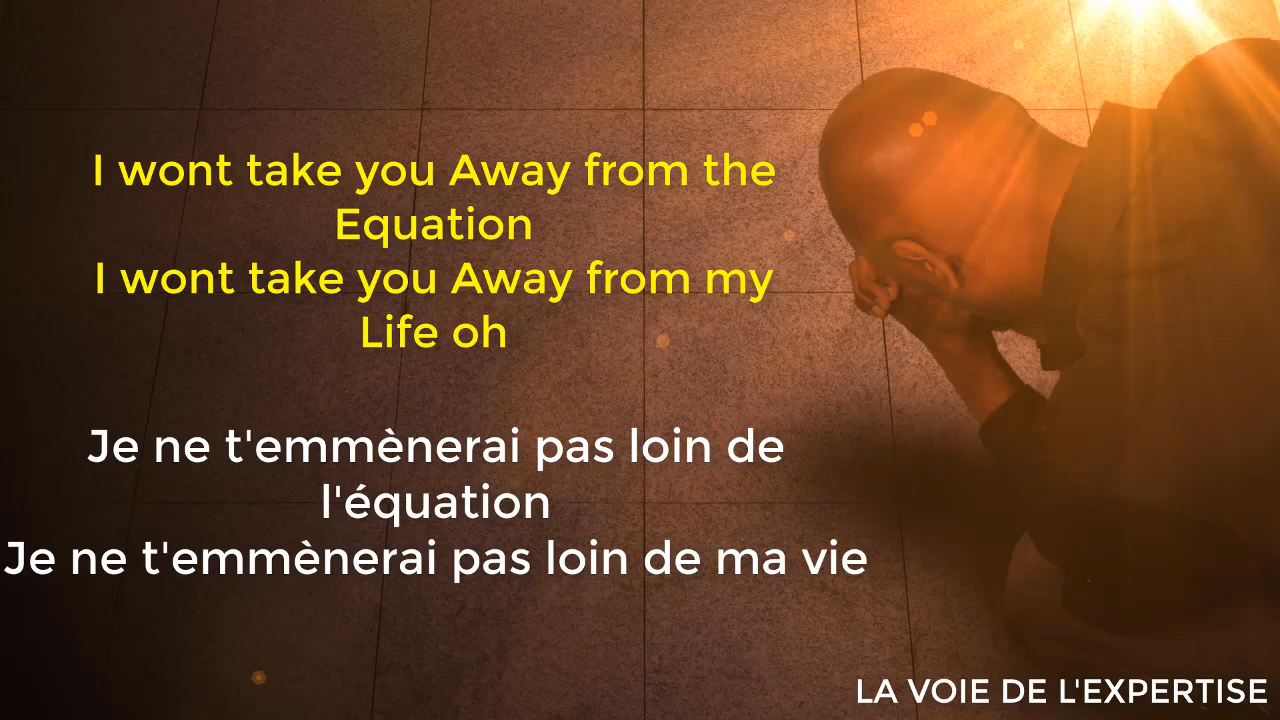 I wont take you Away from the
Equation
I wont take you Away from my
Life oh
Je ne t'emmènerai pas loin de
l'équation
Je ne t'emmènerai pas loin de ma vie
LA VOIE DE L'EXPERTISE